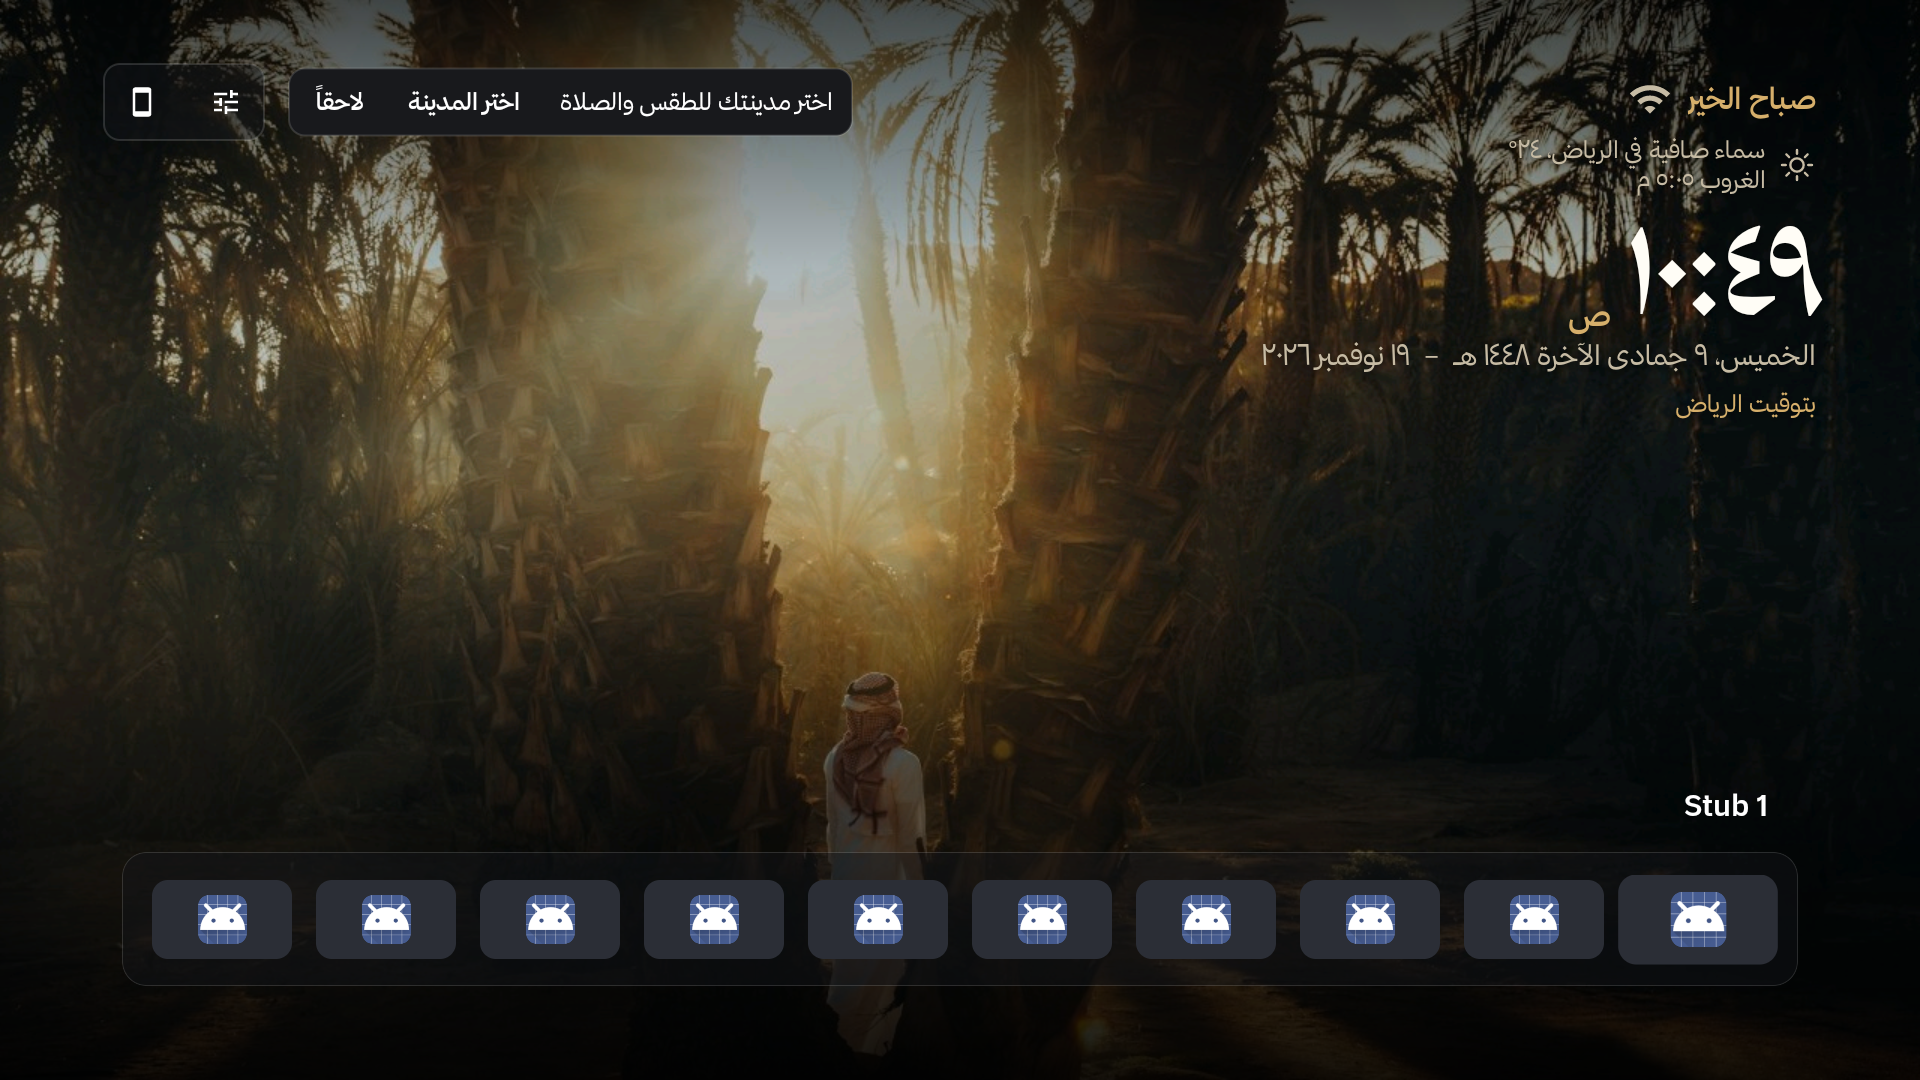 صباح الخير
سماء صافية في الرياض، ٢٤°
الغروب ٥:٠٥ م
١٠:٤٩ ص
الخميس، ٩ جمادى الآخرة ١٤٤٨ هـ – ١٩ نوفمبر ٢٠٢٦
بتوقيت الرياض
اختر مدينتك للطقس والصلاة اختر المدينة لاحقاً
Stub 1